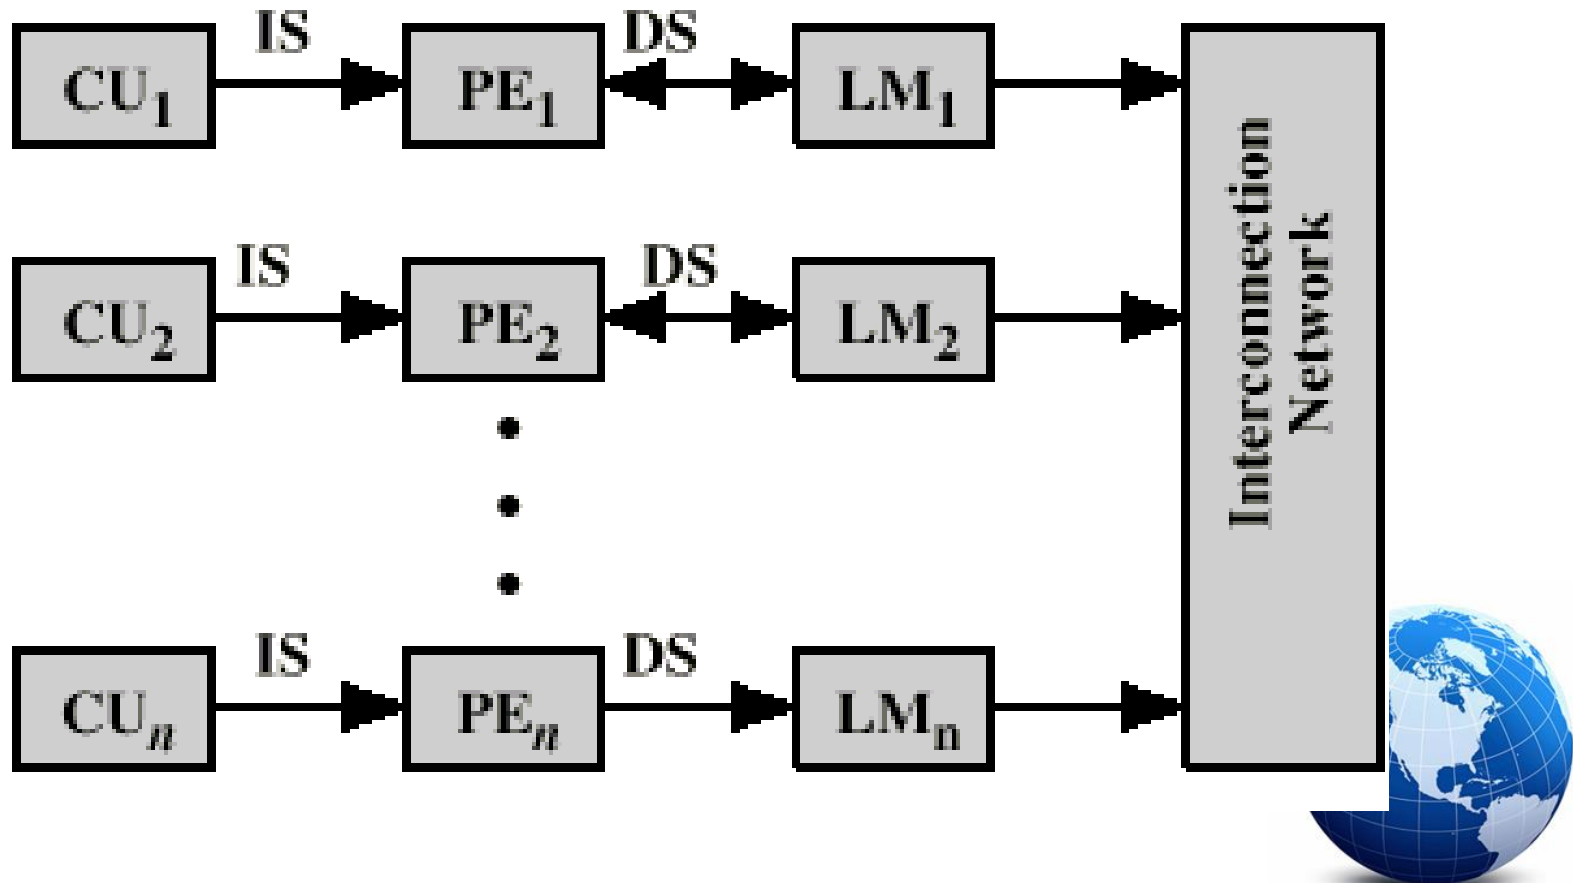 IS DS
CU1 PE1 LM1
IS DS
CU2 PE2 LM2
IS DS
CUn PEn LMn
Interconnection
Network